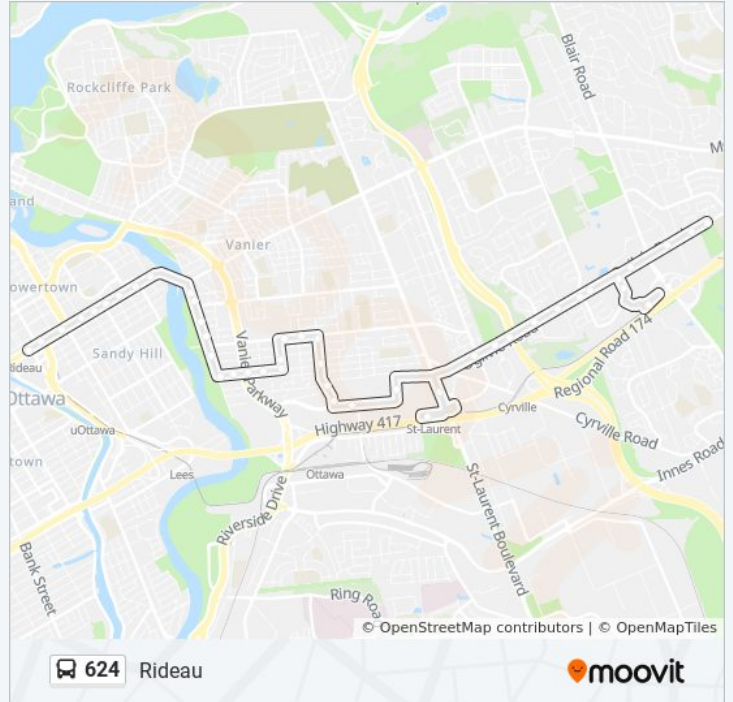 Blair Road
Rockcliffe Park
M
and
Vanier
owertown
Sandy Hill
ideau
Vanier Parkway
Ogilvie Road
Regional Road 174
Ottawa
uOttawa
Highway 417
St-Laurent
Cyrville
Cyrville Road
town
Lees
Ottawa
Innes Road
Riverside Drive
St-Laurent Boulevard
Bank Street
Ring Roa
© OpenStreetMap contributors | © OpenMapTiles
624 Rideau
moovit